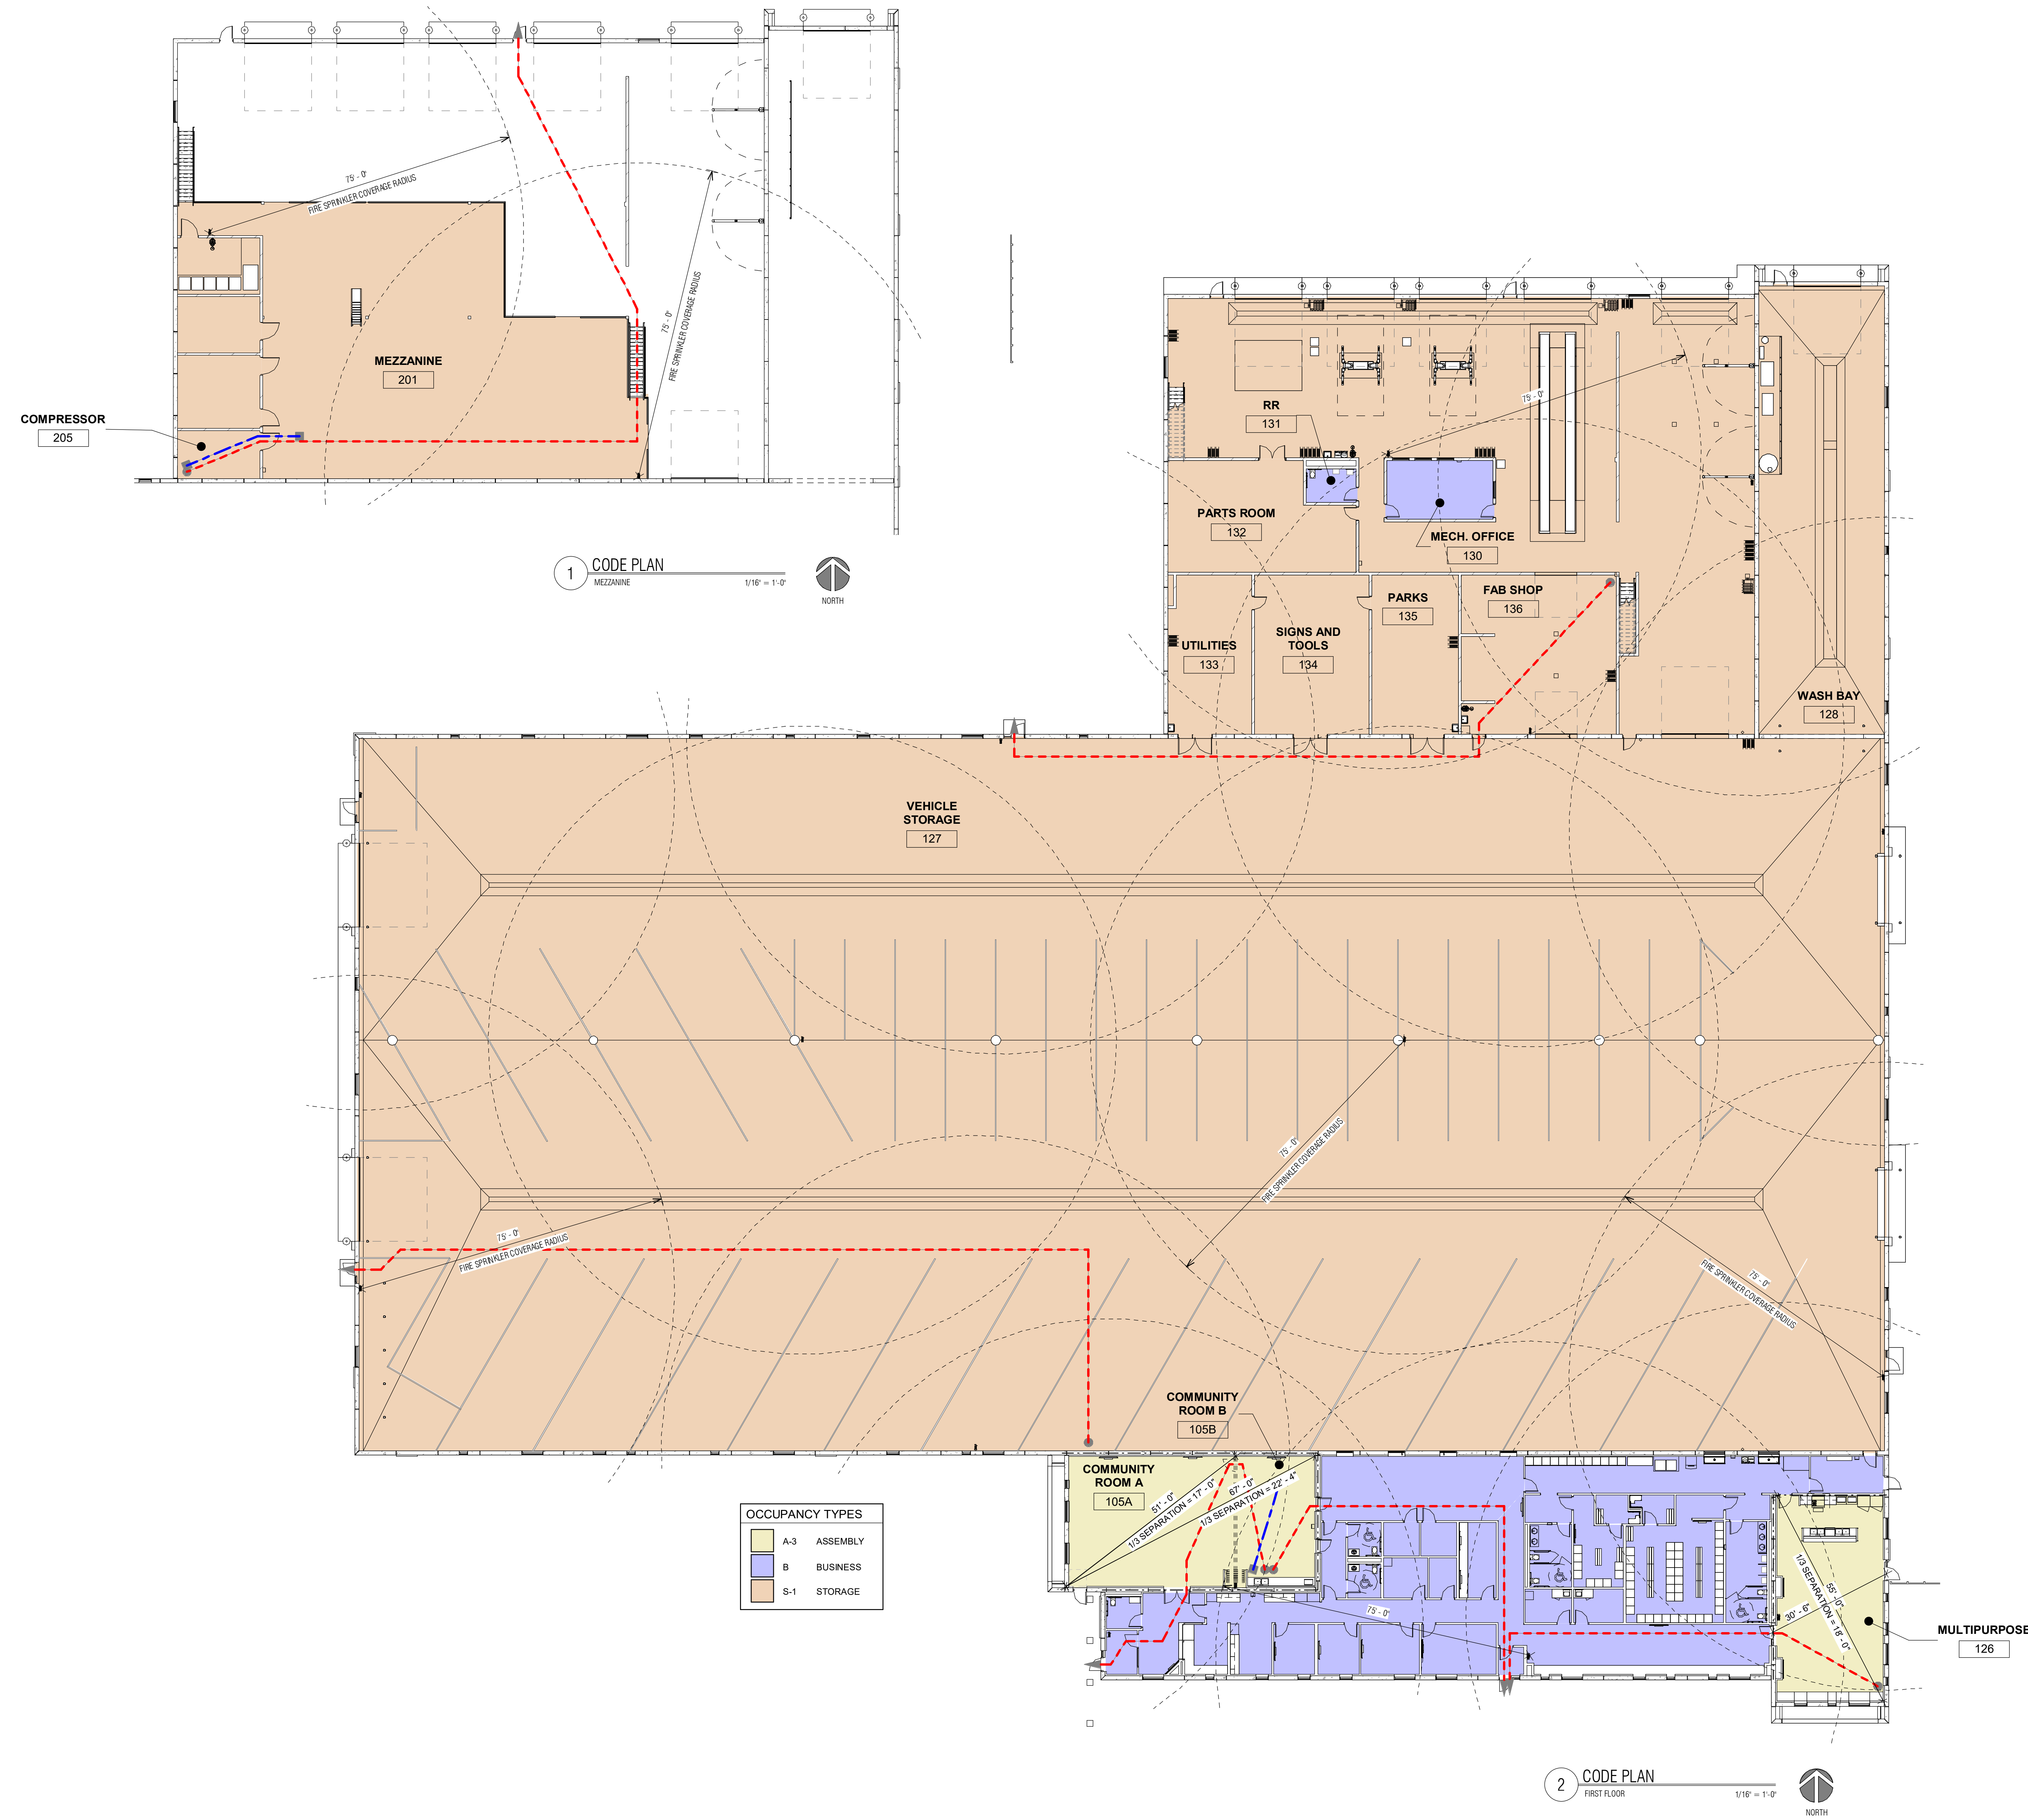 75' - 0"
FIRE SPRINKLER COVERAGE RADIUS
75' - 0"
FIRE SPRINKLER COVERAGE RADIUS
MEZZANINE
201
COMPRESSOR
205
1
CODE PLAN
MEZZANINE
1/16" = 1'-0"
NORTH
75' - 0"
RR
131
PARTS ROOM
132
MECH. OFFICE
130
UTILITIES
133
SIGNS AND
TOOLS
134
PARKS
135
FAB SHOP
136
WASH BAY
128
VEHICLE
STORAGE
127
75' - 0"
FIRE SPRINKLER COVERAGE RADIUS
75' - 0"
FIRE SPRINKLER COVERAGE RADIUS
75' - 0"
FIRE SPRINKLER COVERAGE RADIUS
COMMUNITY
ROOM B
105B
COMMUNITY
ROOM A
105A
51' - 0"
1/3 SEPARATION = 17' - 0"
67' - 0"
1/3 SEPARATION = 22' - 4"
75' - 0"
55' - 0"
1/3 SEPARATION = 18' - 0"
30' - 6"
MULTIPURPOSE
126
OCCUPANCY TYPES
A-3 ASSEMBLY
B BUSINESS
S-1 STORAGE
2
CODE PLAN
FIRST FLOOR
1/16" = 1'-0"
NORTH